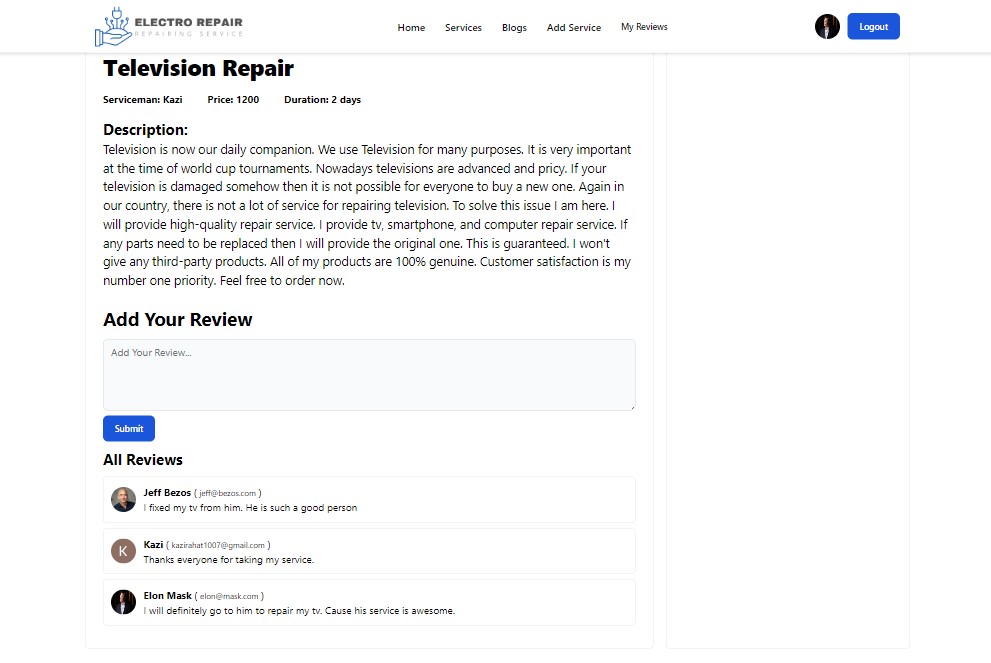 ELECTRO REPAIR
REPAIRING SERVICE
Home Services Blogs Add Service My Reviews Logout
Television Repair
Serviceman: Kazi Price: 1200 Duration: 2 days
Description:
Television is now our daily companion. We use Television for many purposes. It is very important
at the time of world cup tournaments. Nowadays televisions are advanced and pricy. If your
television is damaged somehow then it is not possible for everyone to buy a new one. Again in
our country, there is not a lot of service for repairing television. To solve this issue I am here. I
will provide high-quality repair service. I provide tv, smartphone, and computer repair service. If
any parts need to be replaced then I will provide the original one. This is guaranteed. I won't
give any third-party products. All of my products are 100% genuine. Customer satisfaction is my
number one priority. Feel free to order now.
Add Your Review
Add Your Review...
Submit
All Reviews
Jeff Bezos ( jeff@bezos.com )
I fixed my tv from him. He is such a good person
K
Kazi ( kazirahat1007@gmail.com )
Thanks everyone for taking my service.
Elon Mask ( elon@mask.com )
I will definitely go to him to repair my tv. Cause his service is awesome.